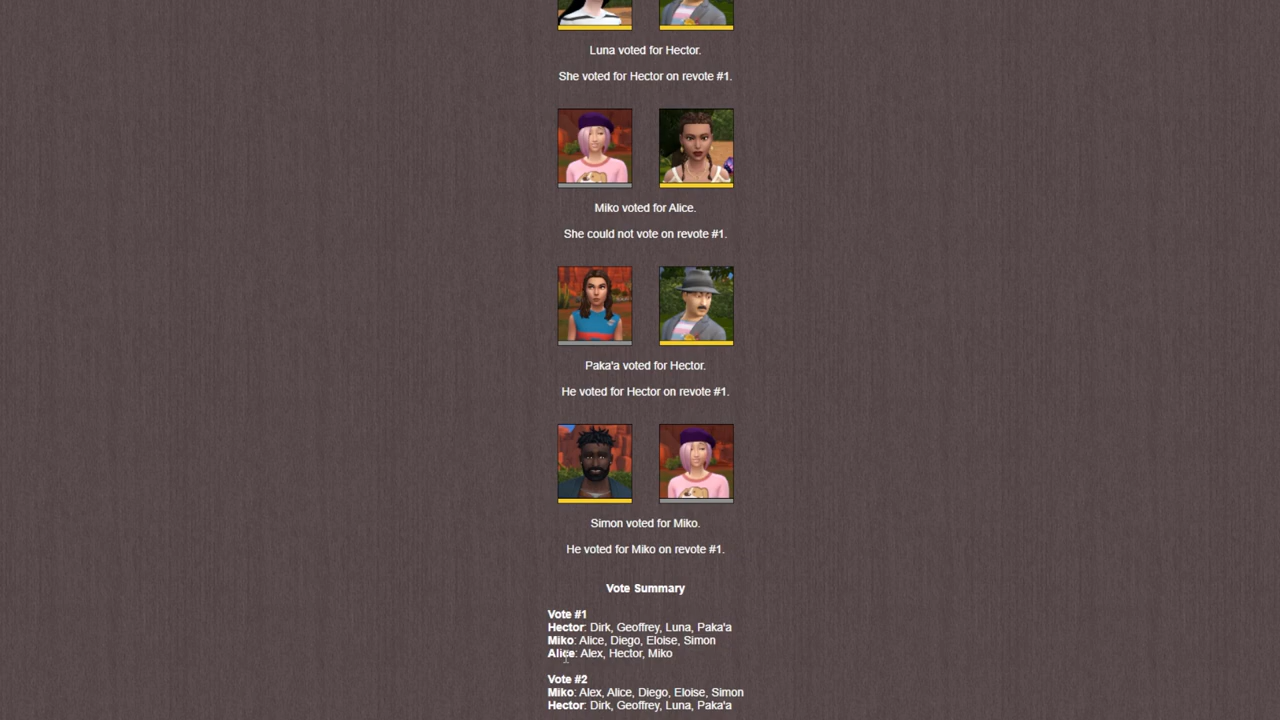 Luna voted for Hector.
She voted for Hector on revote #1.
Miko voted for Alice.
She could not vote on revote #1.
Paka'a voted for Hector.
He voted for Hector on revote #1.
Simon voted for Miko.
He voted for Miko on revote #1.
Vote Summary
Vote #1
Hector: Dirk, Geoffrey, Luna, Paka'a
Miko: Alice, Diego, Eloise, Simon
Alice: Alex, Hector, Miko
Vote #2
Miko: Alex, Alice, Diego, Eloise, Simon
Hector: Dirk, Geoffrey, Luna, Paka'a